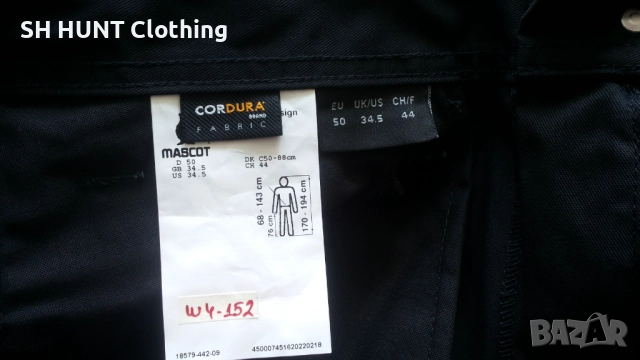 SH HUNT Clothing
CORDURA®
BRAND
FABRIC
sign
EU UK/US CH/F
50 34.5 44
MASCOT
D 50
GB 34.5
US 34.5
DK C50-88cm
CH 44
68 - 143 cm
76 cm
170 - 194 cm
W4-152
18579-442-09
450007451620220218
BAZAR